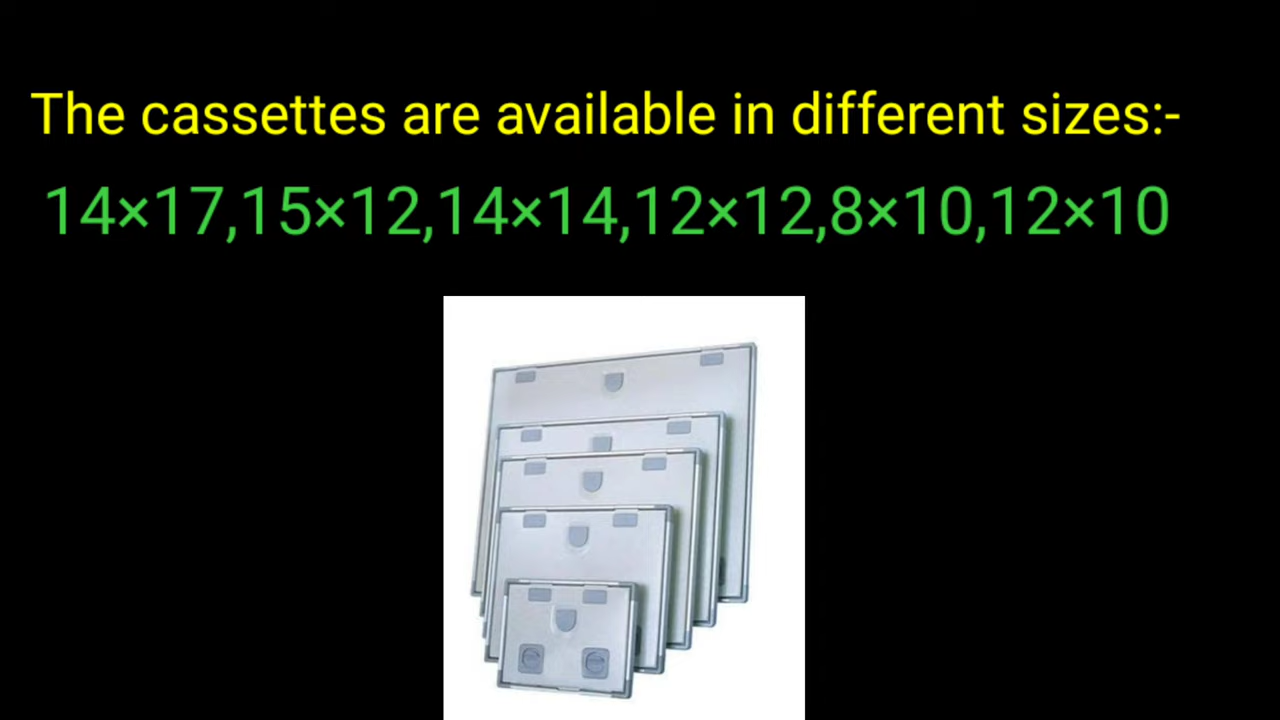 The cassettes are available in different sizes:-
14×17,15×12,14×14,12×12,8×10,12×10